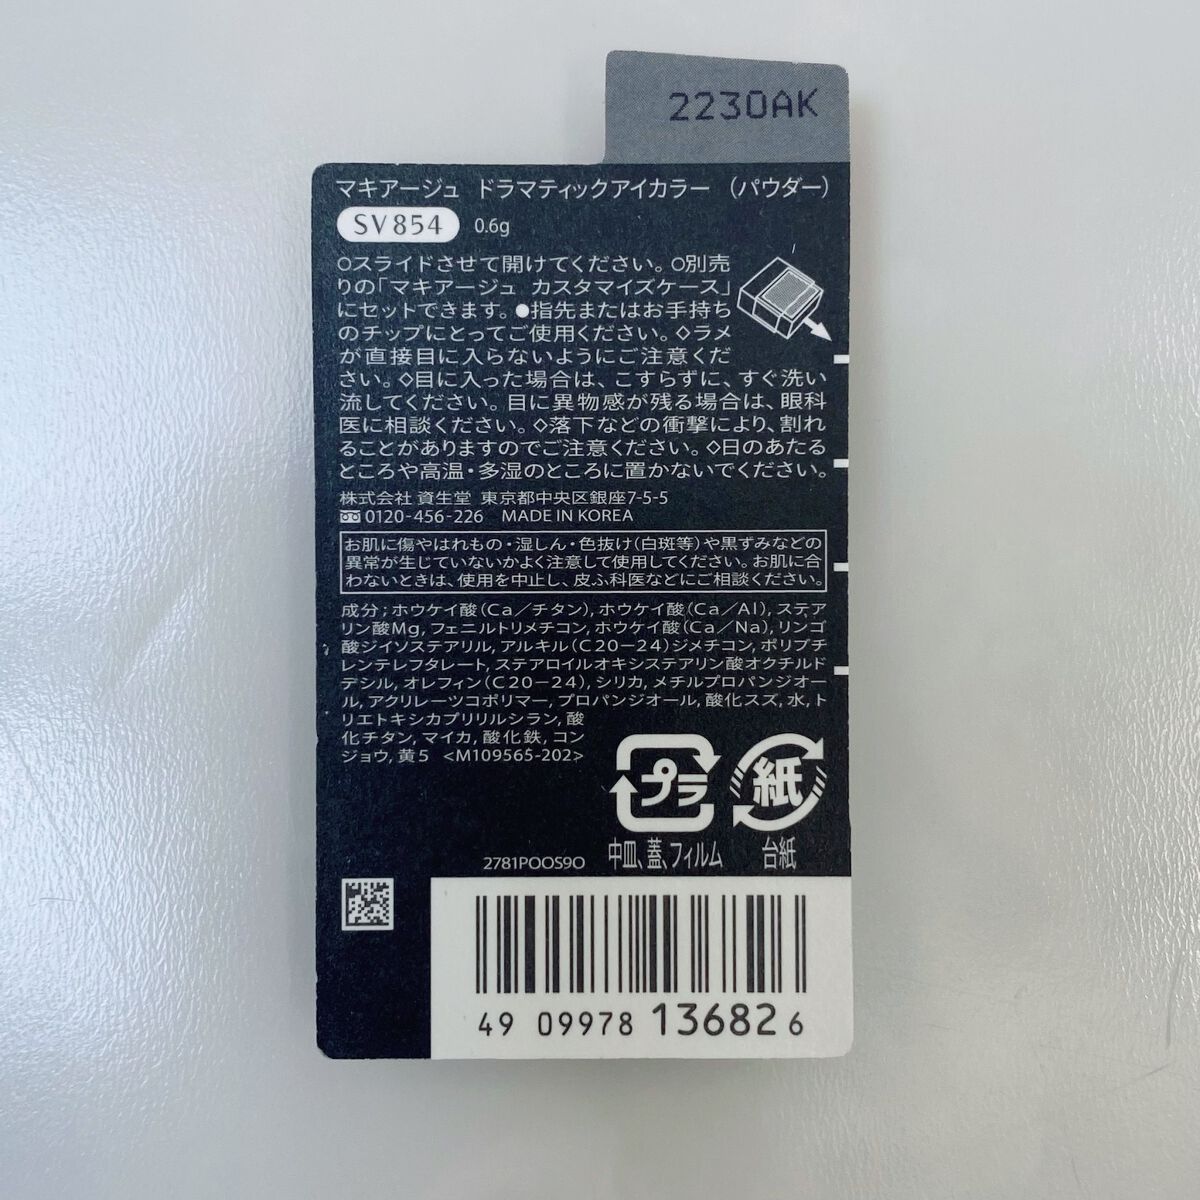 2230AK
マキアージュ ドラマティックアイカラー (パウダー)
SV854 0.6g
○スライドさせて開けてください。○別売
りの「マキアージュ カスタマイズケース」
にセットできます。●指先またはお手持ち
のチップにとってご使用ください。◇ラメ
が直接目に入らないようにご注意くだ
さい。◇目に入った場合は、こすらずに、すぐ洗い
流してください。目に異物感が残る場合は、眼科
医に相談ください。◇落下などの衝撃により、割れ
ることがありますのでご注意ください。◇日のあたる
ところや高温・多湿のところに置かないでください。
株式会社 資生堂 東京都中央区銀座7-5-5
0120-456-226 MADE IN KOREA
お肌に傷やはれもの・湿しん・色抜け(白斑等)や黒ずみなどの
異常が生じていないかよく注意して使用してください。お肌に合
わないときは、使用を中止し、皮ふ科医などにご相談ください。
成分;ホウケイ酸(Ca/チタン), ホウケイ酸(Ca/Al), ステア
リン酸Mg, フェニルトリメチコン, ホウケイ酸(Ca/Na), リンゴ
酸ジイソステアリル, アルキル(C20-24)ジメチコン, ポリブチ
レンテレフタレート, ステアロイルオキシステアリン酸オクチルド
デシル, オレフィン(C20-24), シリカ, メチルプロパンジオー
ル, アクリレーツコポリマー, プロパンジオール, 酸化スズ, 水, ト
リエトキシカプリリルシラン, 酸
化チタン, マイカ, 酸化鉄, コン
ジョウ, 黄5 <M109565-202>
プラ 紙
2781P00S90 中皿、蓋、フィルム 台紙
49 09978 13682 6